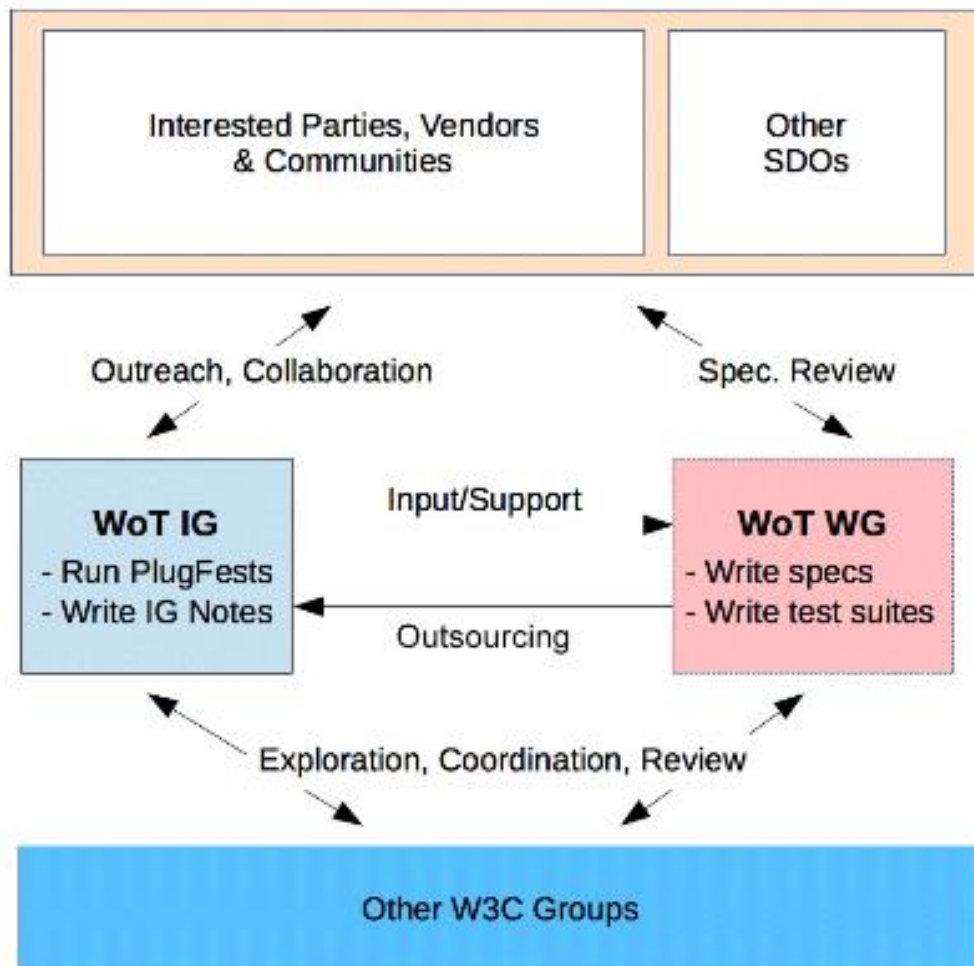 Interested Parties, Vendors
& Communities
Other
SDOs
Outreach, Collaboration
Spec. Review
WoT IG
- Run PlugFests
- Write IG Notes
Input/Support
Outsourcing
WoT WG
- Write specs
- Write test suites
Exploration, Coordination, Review
Other W3C Groups